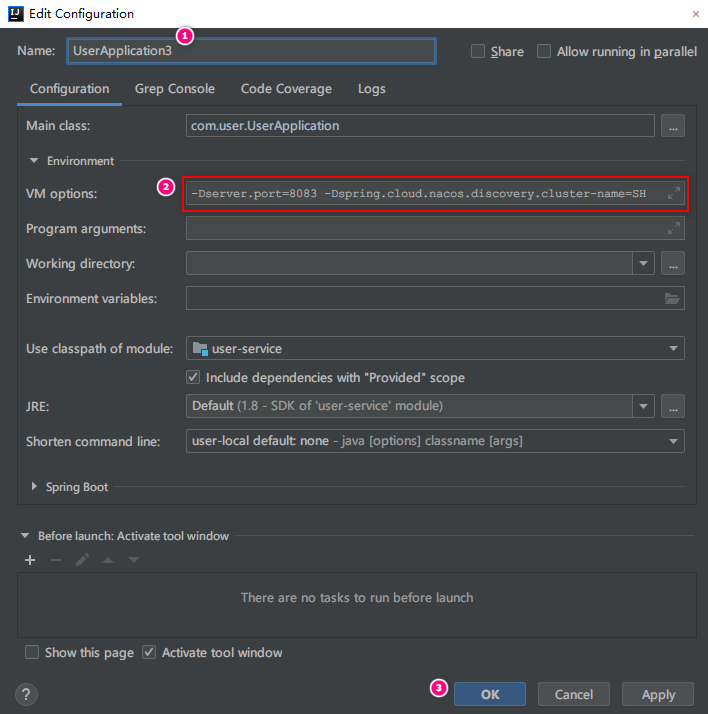 IJ Edit Configuration ×
1
Name: UserApplication3 Share Allow running in parallel
Configuration Grep Console Code Coverage Logs
Main class: com.user.UserApplication ...
Environment
2
VM options: -Dserver.port=8083 -Dspring.cloud.nacos.discovery.cluster-name=SH
Program arguments:
Working directory: ...
Environment variables:
Use classpath of module: user-service
Include dependencies with "Provided" scope
JRE: Default (1.8 - SDK of 'user-service' module) ...
Shorten command line: user-local default: none - java [options] classname [args]
Spring Boot
Before launch: Activate tool window
There are no tasks to run before launch
Show this page Activate tool window
? 3 OK Cancel Apply